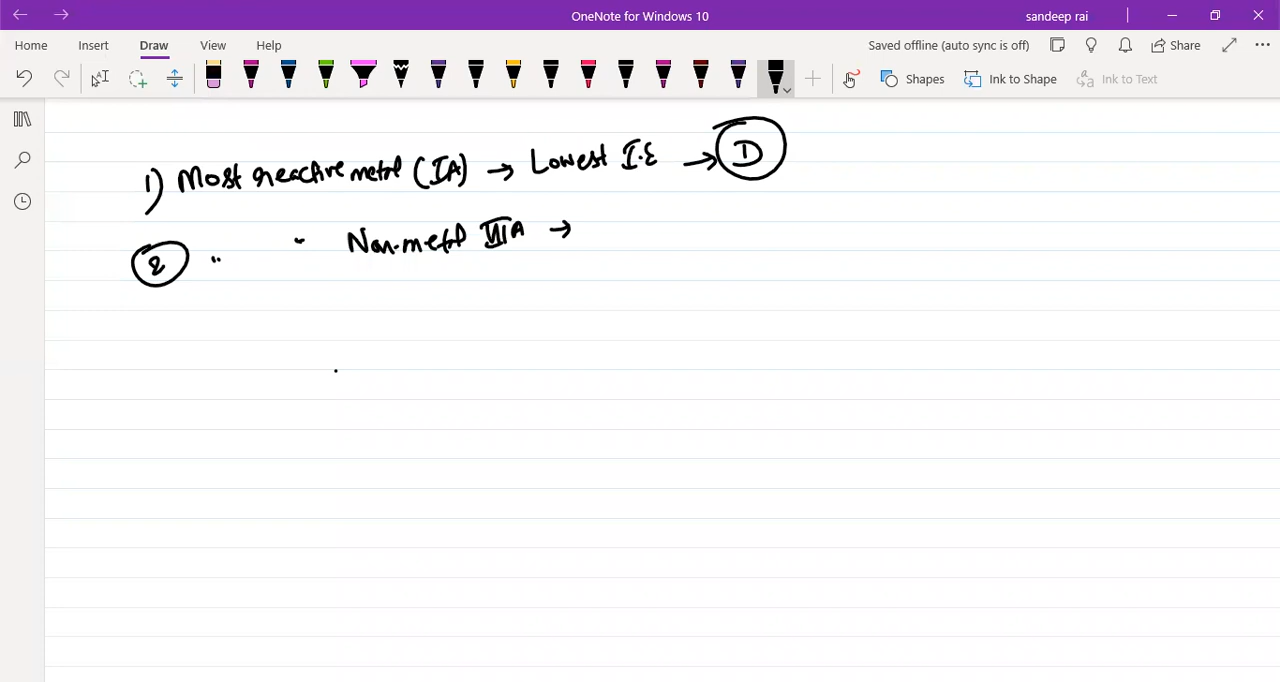 OneNote for Windows 10
sandeep rai
Home Insert Draw View Help
Saved offline (auto sync is off) Share
Shapes Ink to Shape Ink to Text
1) Most reactive metal (IA) → Lowest I.E → D
2 " " Non-metal VIIA →